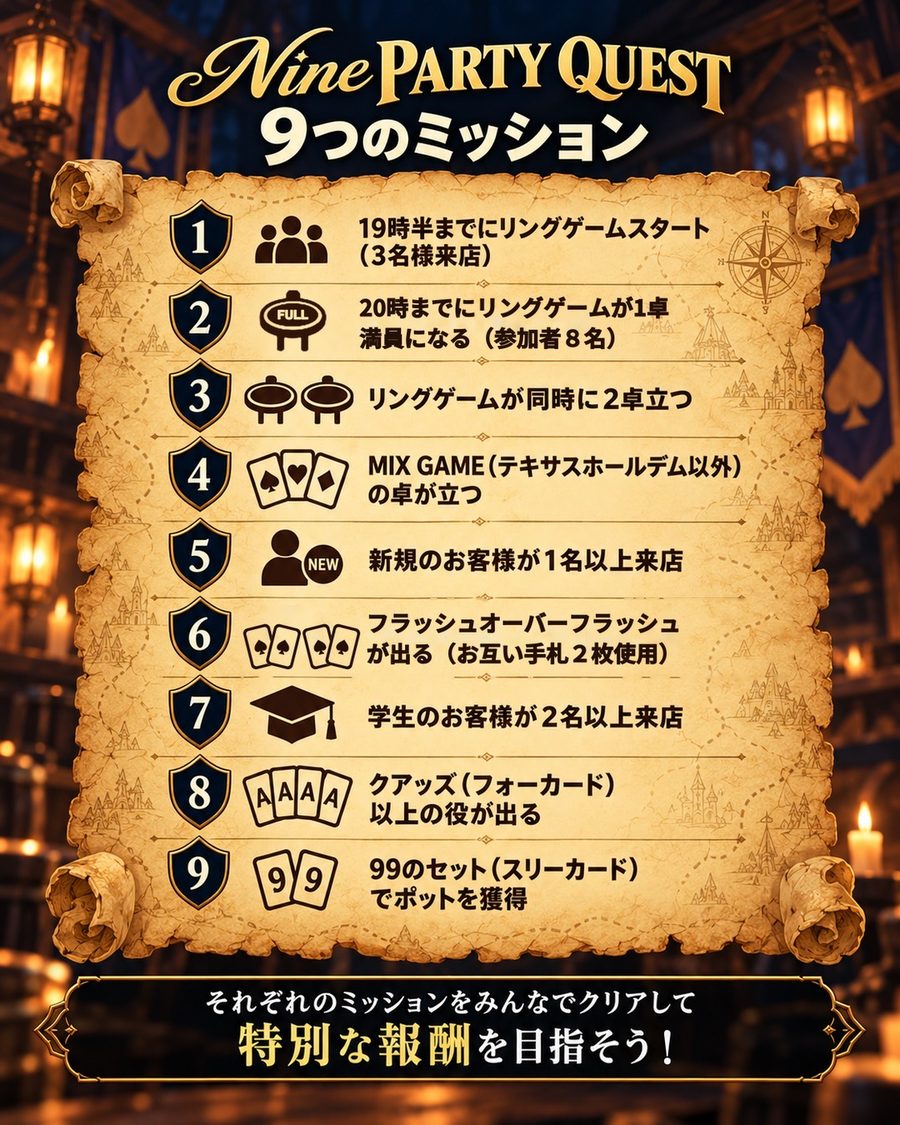 Nine PARTY QUEST
9つのミッション
N
1
19時半までにリングゲームスタート
(3名様来店)
2
FULL
20時までにリングゲームが1卓
満員になる（参加者８名）
3
リングゲームが同時に２卓立つ
4
MIX GAME(テキサスホールデム以外)
の卓が立つ
5
NEW
新規のお客様が１名以上来店
6
フラッシュオーバーフラッシュ
が出る（お互い手札２枚使用）
7
学生のお客様が２名以上来店
8
A A A A
クアッズ(フォーカード)
以上の役が出る
9
9 9
99のセット(スリーカード)
でポットを獲得
それぞれのミッションをみんなでクリアして
特別な報酬を目指そう！